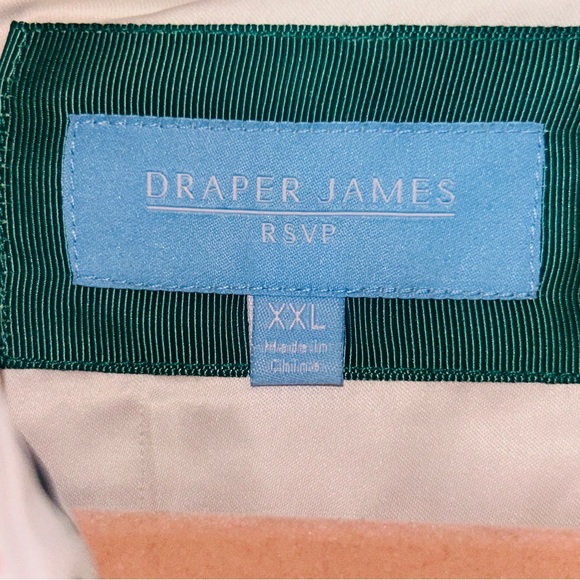 DRAPER JAMES
RSVP
XXL
Made in
China